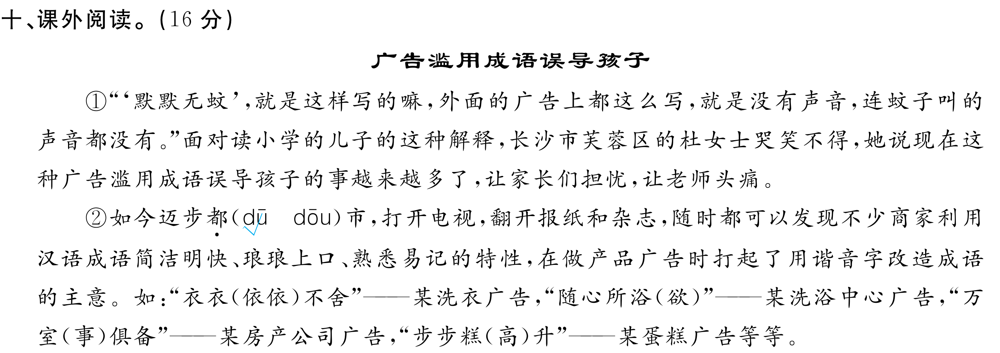 十、课外阅读。(16 分)
广告滥用成语误导孩子
①“‘默默无蚊’,就是这样写的嘛,外面的广告上都这么写,就是没有声音,连蚊子叫的
声音都没有。”面对读小学的儿子的这种解释,长沙市芙蓉区的杜女士哭笑不得,她说现在这
种广告滥用成语误导孩子的事越来越多了,让家长们担忧,让老师头痛。
②如今迈步都(dū　dōu)市,打开电视,翻开报纸和杂志,随时都可以发现不少商家利用
汉语成语简洁明快、琅琅上口、熟悉易记的特性,在做产品广告时打起了用谐音字改造成语
的主意。如:“衣衣(依依)不舍”——某洗衣广告,“随心所浴(欲)”——某洗浴中心广告,“万
室(事)俱备”——某房产公司广告,“步步糕(高)升”——某蛋糕广告等等。